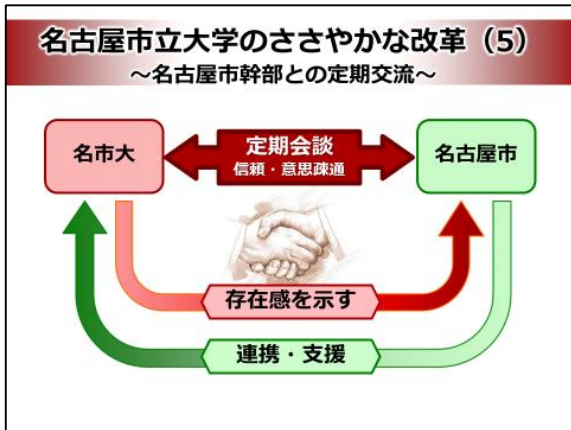 名古屋市立大学のささやかな改革（5）
～名古屋市幹部との定期交流～
名市大
定期会談
信頼・意思疎通
名古屋市
存在感を示す
連携・支援